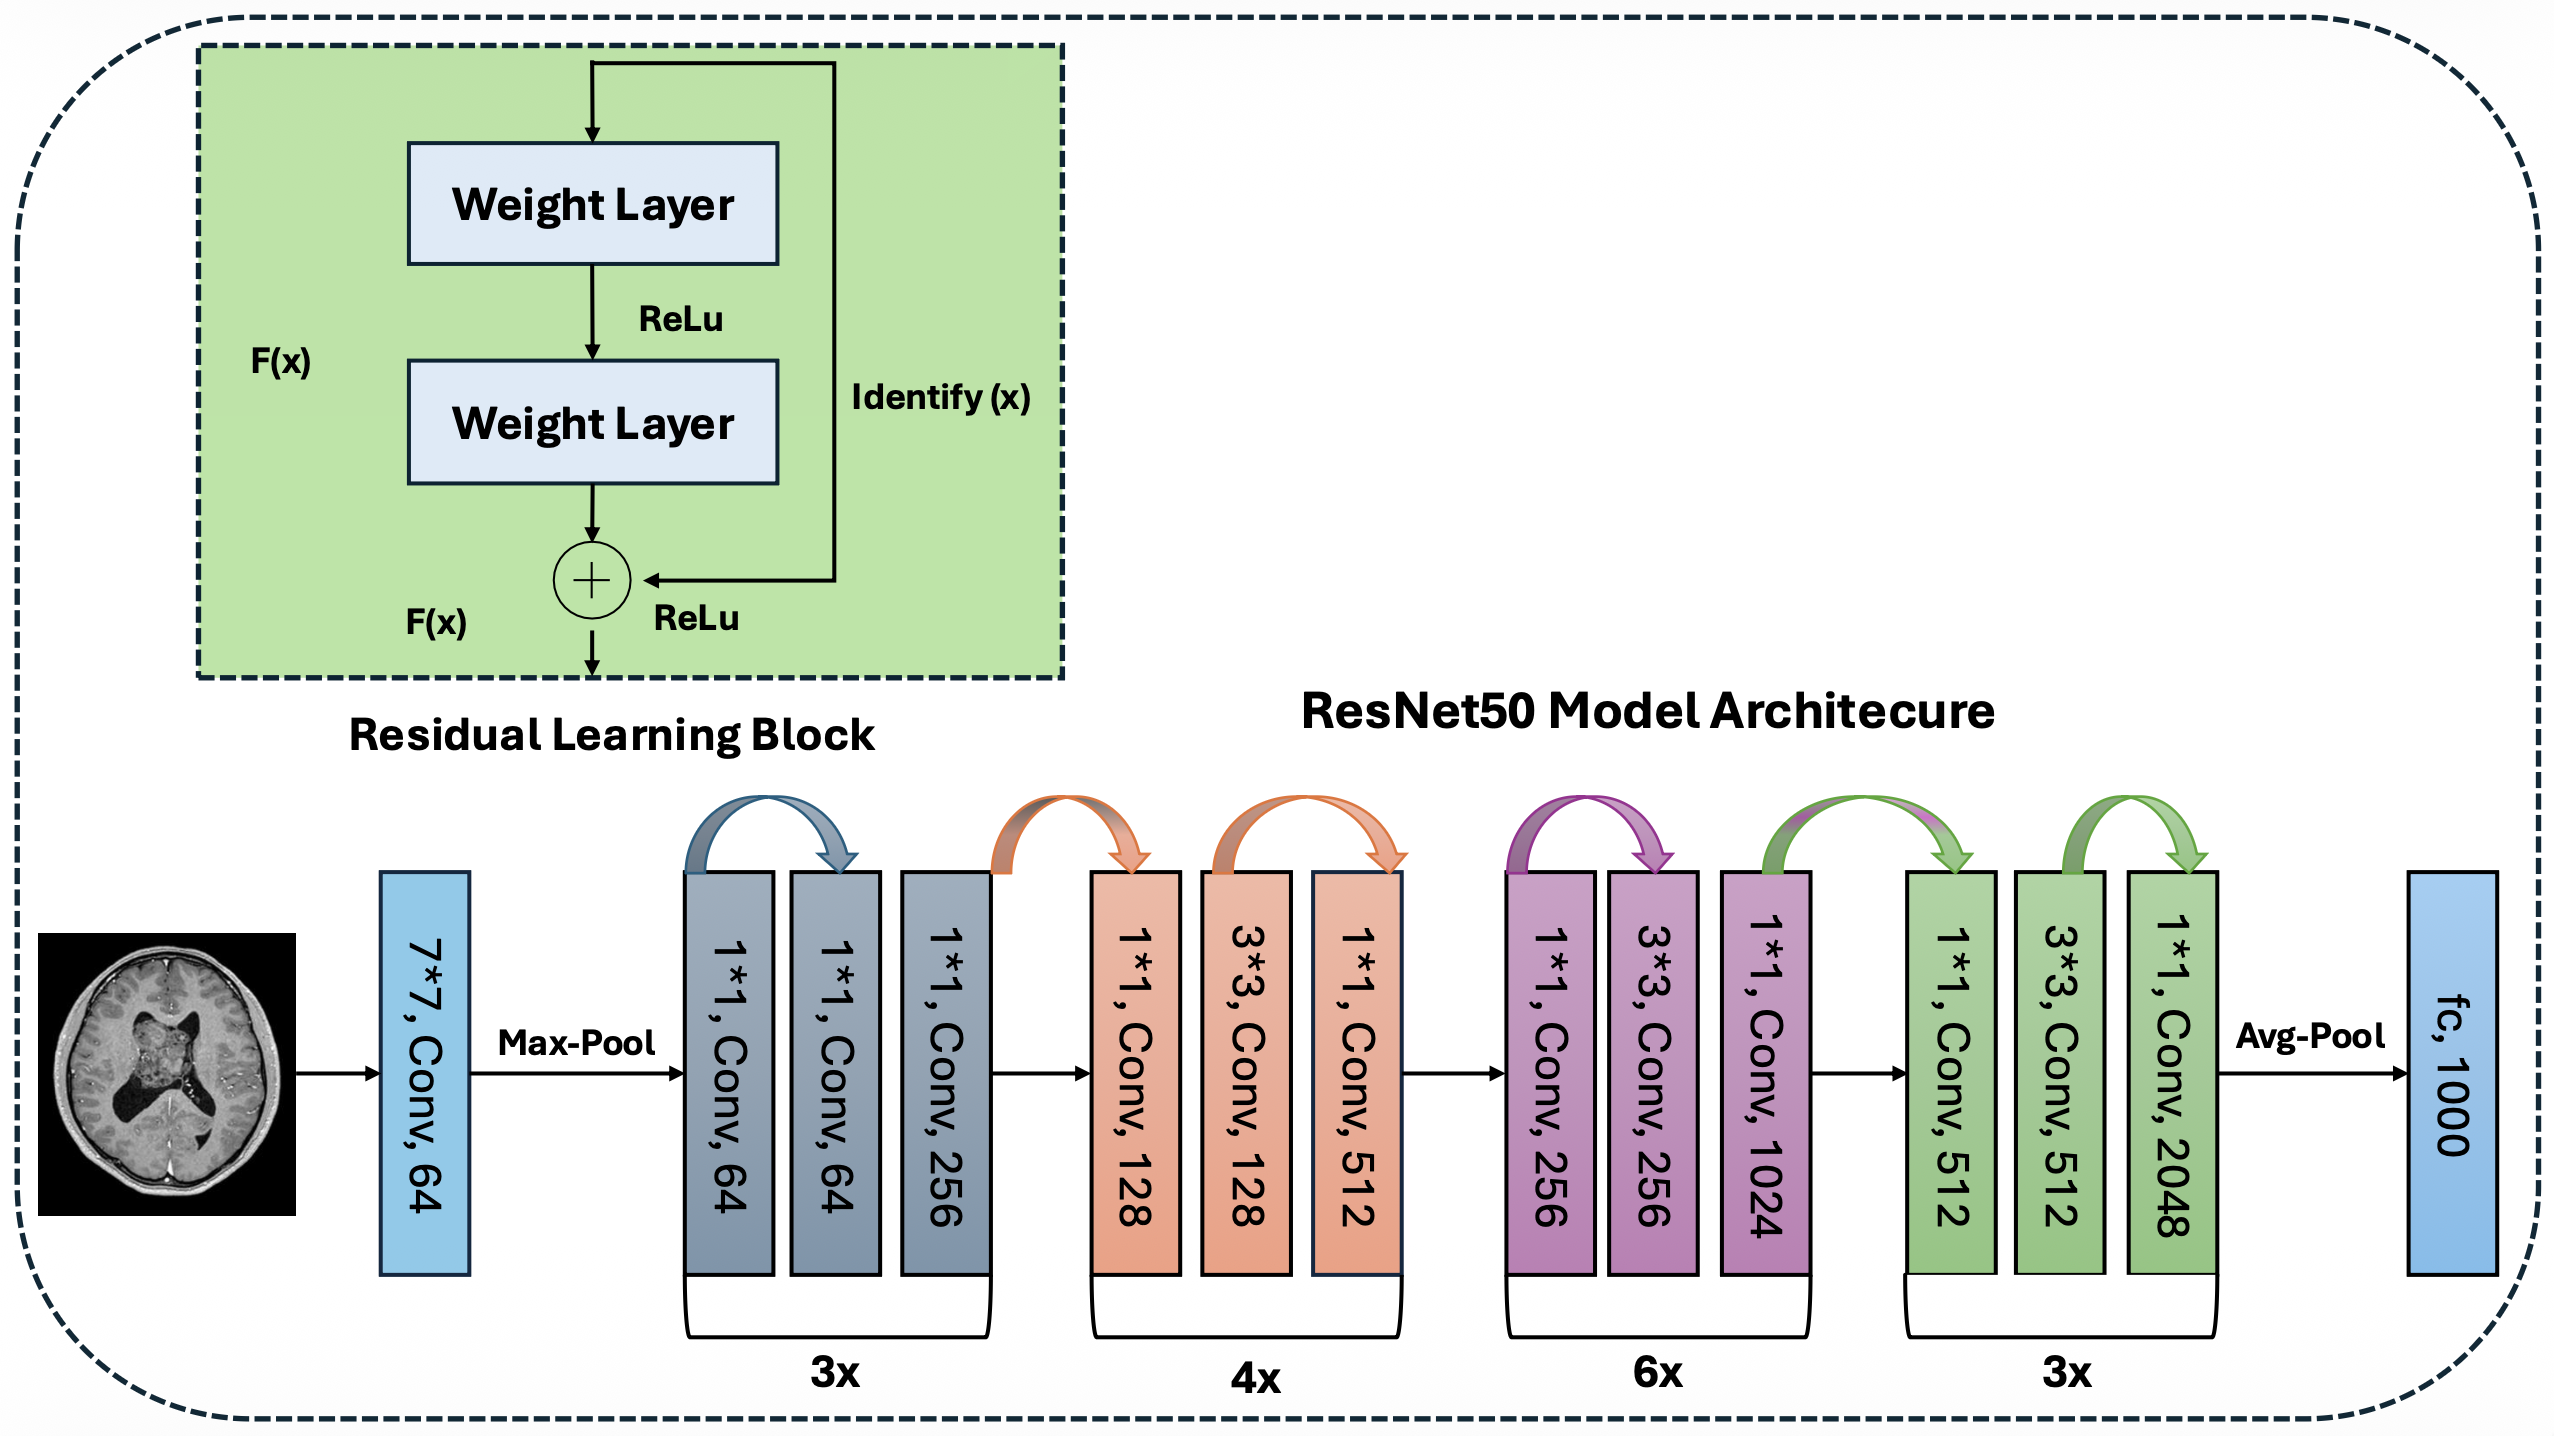 Weight Layer
ReLu
F(x)
Weight Layer
Identify (x)
F(x)
ReLu
Residual Learning Block
ResNet50 Model Architecure
7*7, Conv, 64
Max-Pool
1*1, Conv, 64
1*1, Conv, 64
1*1, Conv, 256
1*1, Conv, 128
3*3, Conv, 128
1*1, Conv, 512
1*1, Conv, 256
3*3, Conv, 256
1*1, Conv, 1024
1*1, Conv, 512
3*3, Conv, 512
1*1, Conv, 2048
Avg-Pool
fc, 1000
3x
4x
6x
3x